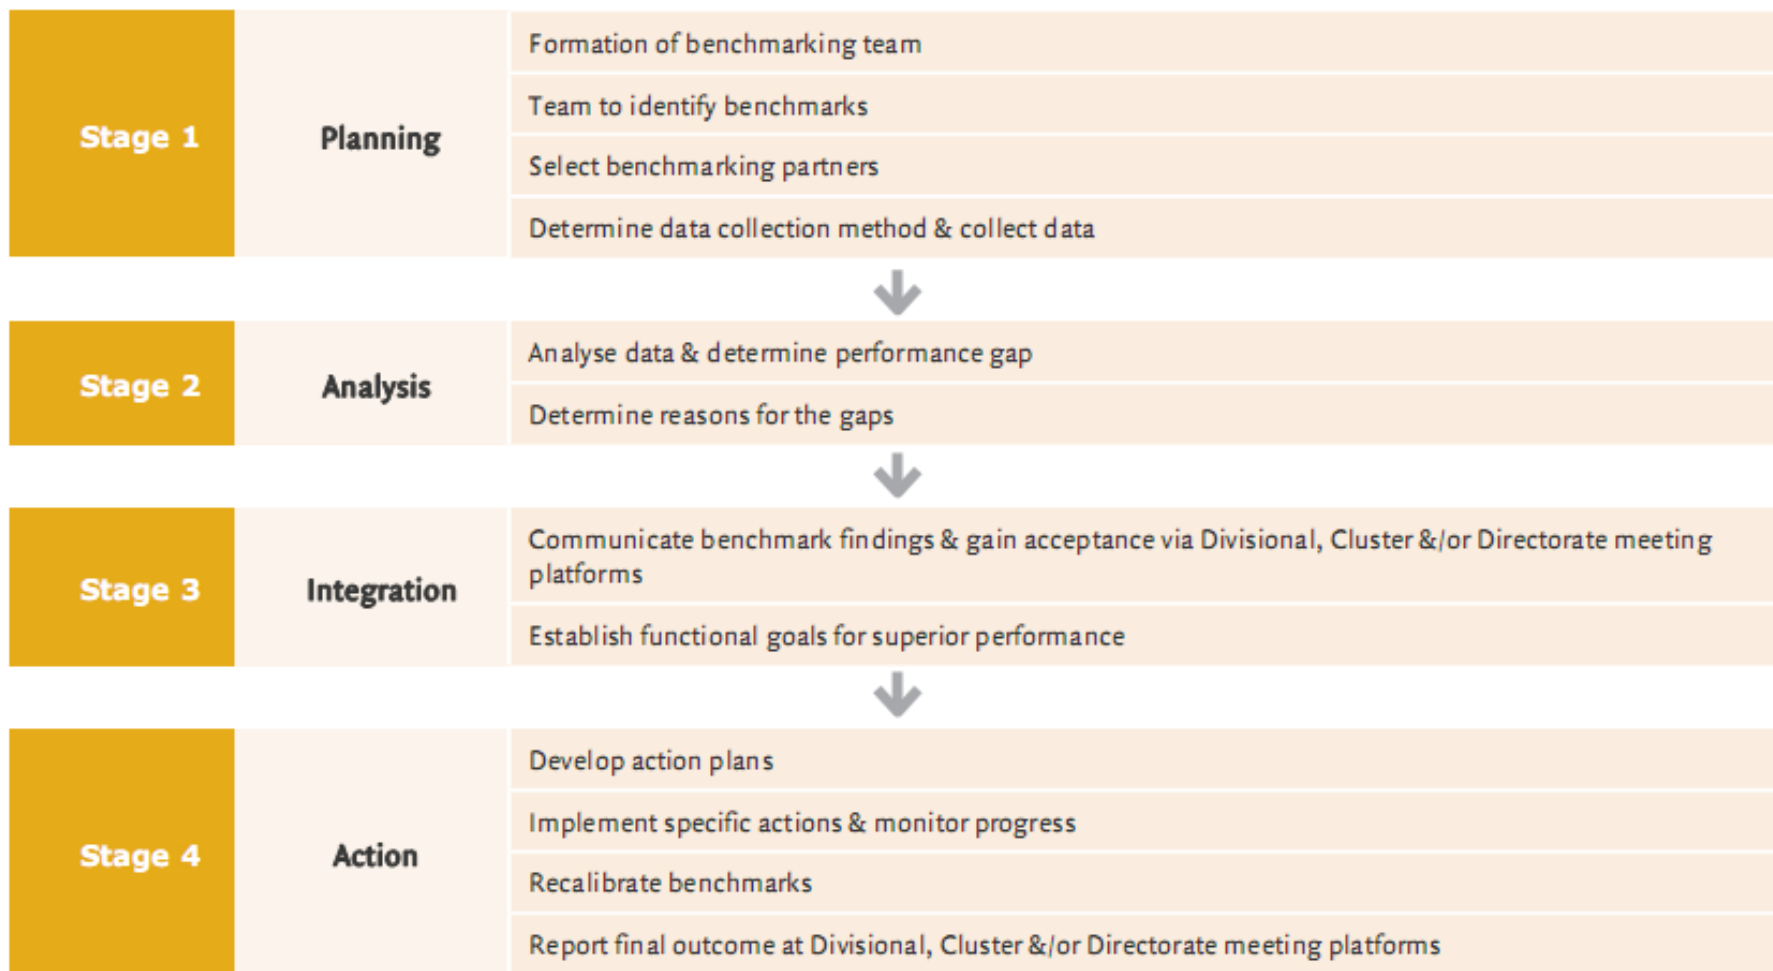 Stage 1
Planning
Formation of benchmarking team
Team to identify benchmarks
Select benchmarking partners
Determine data collection method & collect data
Stage 2
Analysis
Analyse data & determine performance gap
Determine reasons for the gaps
Stage 3
Integration
Communicate benchmark findings & gain acceptance via Divisional, Cluster &/or Directorate meeting
platforms
Establish functional goals for superior performance
Stage 4
Action
Develop action plans
Implement specific actions & monitor progress
Recalibrate benchmarks
Report final outcome at Divisional, Cluster &/or Directorate meeting platforms